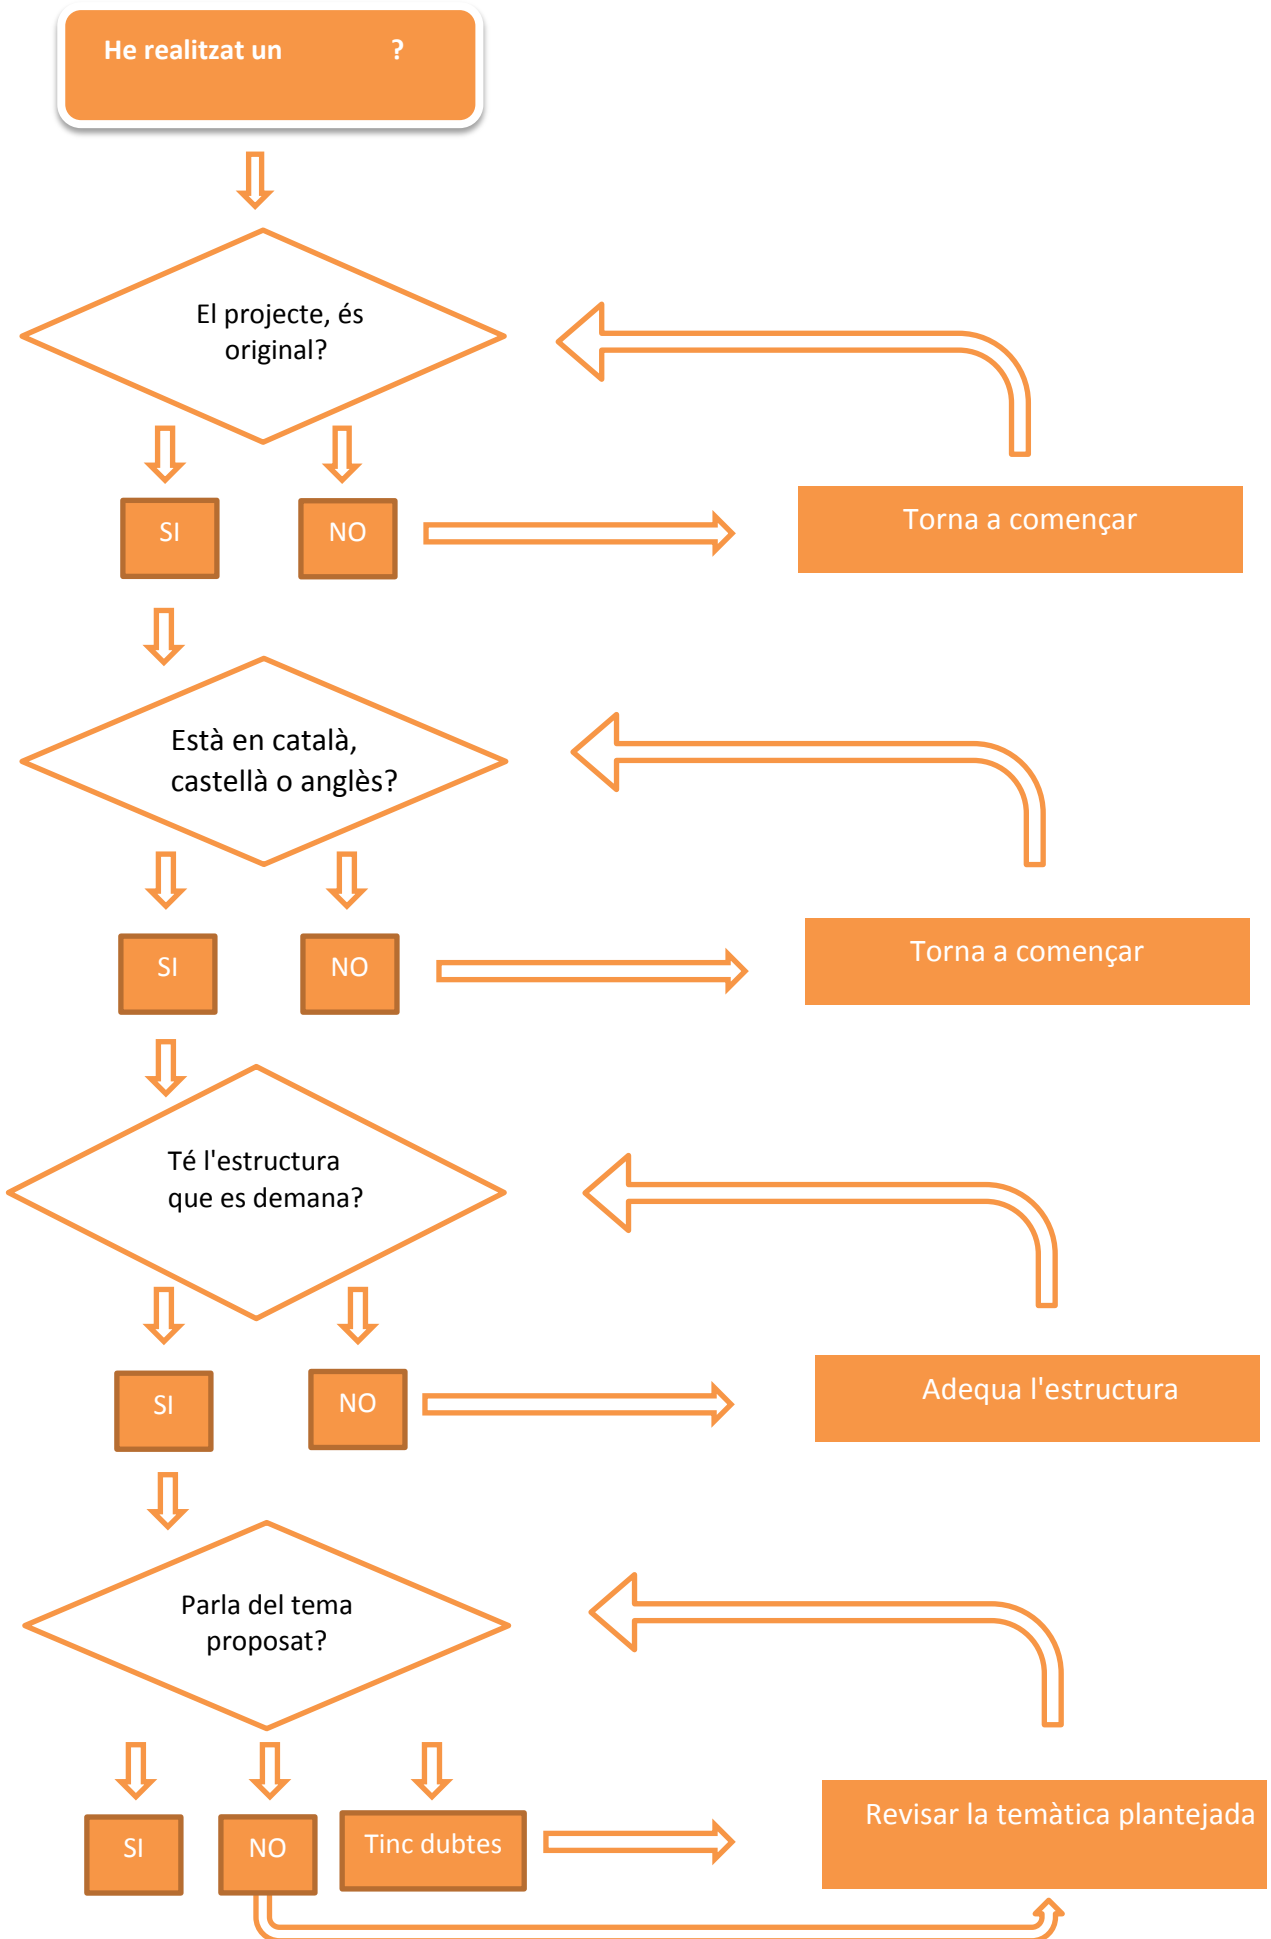 He realitzat un ?
El projecte, és
original?
SI
NO
Torna a començar
Està en català,
castellà o anglès?
SI
NO
Torna a començar
Té l'estructura
que es demana?
SI
NO
Adequa l'estructura
Parla del tema
proposat?
SI
NO
Tinc dubtes
Revisar la temàtica plantejada